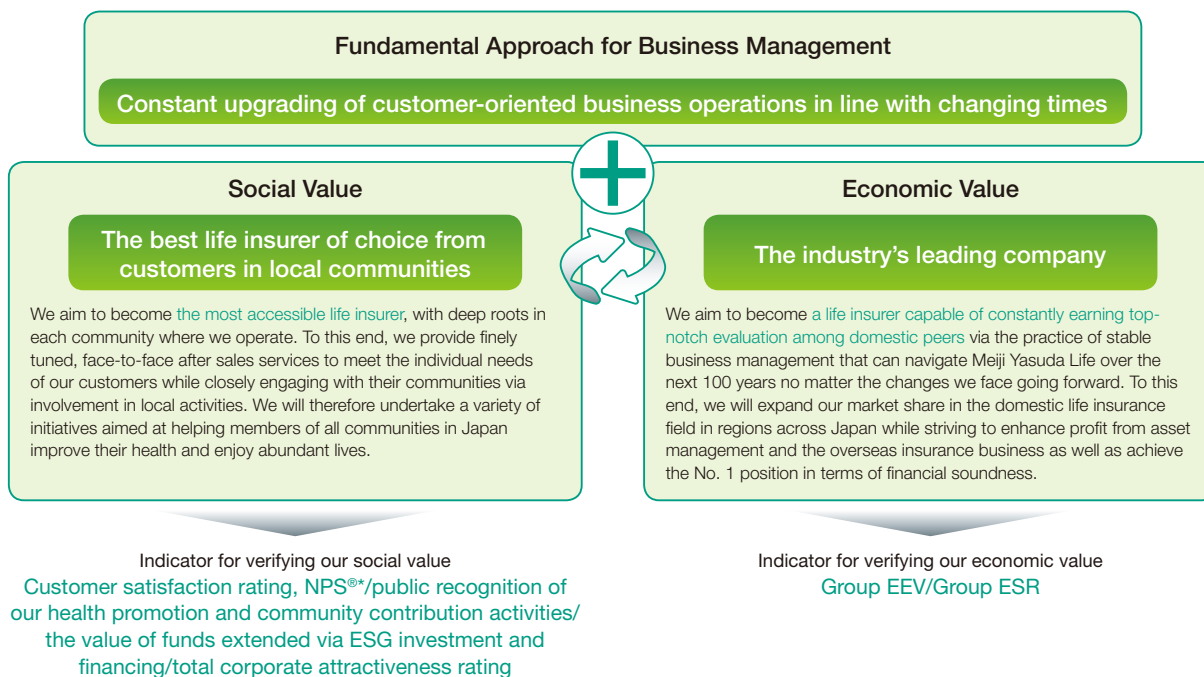 Fundamental Approach for Business Management
Constant upgrading of customer-oriented business operations in line with changing times
Social Value
The best life insurer of choice from
customers in local communities
We aim to become the most accessible life insurer, with deep roots in
each community where we operate. To this end, we provide finely
tuned, face-to-face after sales services to meet the individual needs
of our customers while closely engaging with their communities via
involvement in local activities. We will therefore undertake a variety of
initiatives aimed at helping members of all communities in Japan
improve their health and enjoy abundant lives.
Indicator for verifying our social value
Customer satisfaction rating, NPS®*/public recognition of
our health promotion and community contribution activities/
the value of funds extended via ESG investment and
financing/total corporate attractiveness rating
Economic Value
The industry's leading company
We aim to become a life insurer capable of constantly earning top-
notch evaluation among domestic peers via the practice of stable
business management that can navigate Meiji Yasuda Life over the
next 100 years no matter the changes we face going forward. To this
end, we will expand our market share in the domestic life insurance
field in regions across Japan while striving to enhance profit from asset
management and the overseas insurance business as well as achieve
the No. 1 position in terms of financial soundness.
Indicator for verifying our economic value
Group EEV/Group ESR